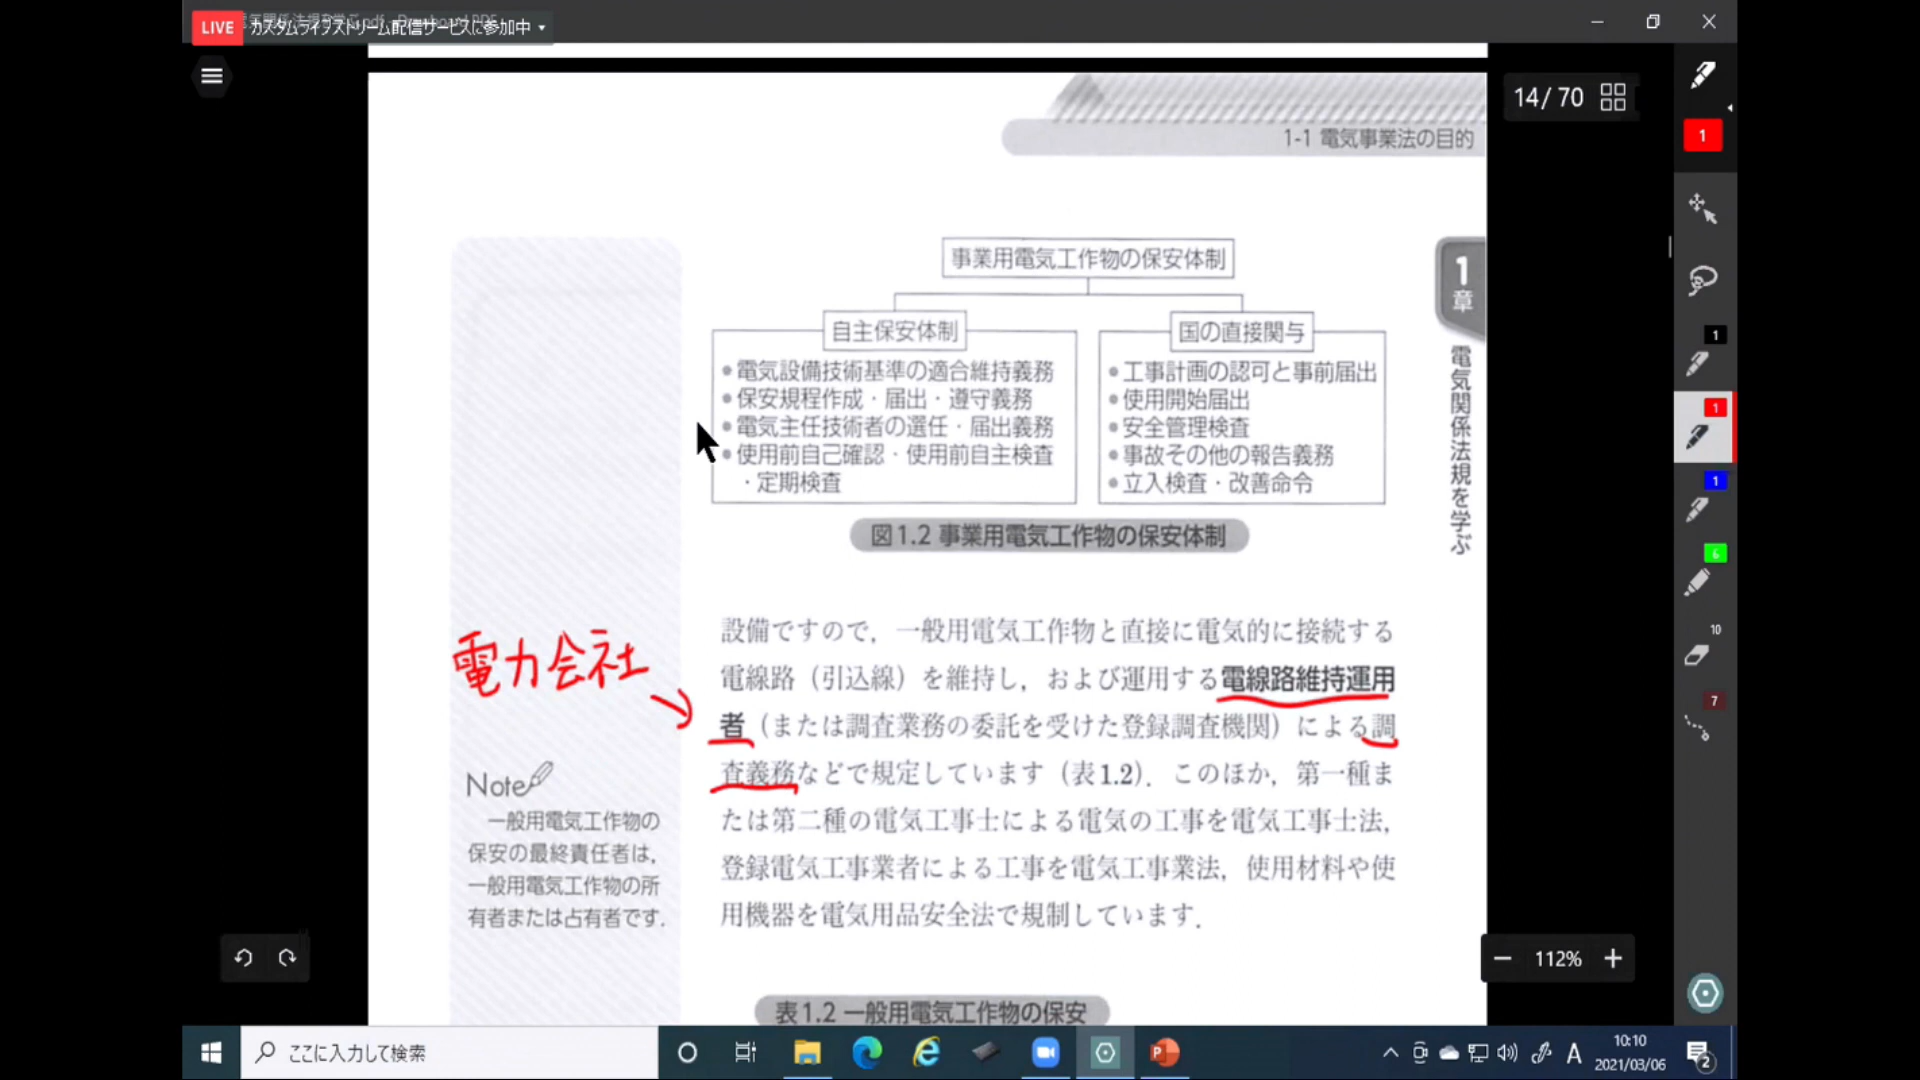 LIVE カスタムライブストリーム配信サービスに参加中
14 / 70
1-1 電気事業法の目的
事業用電気工作物の保安体制
自主保安体制
• 電気設備技術基準の適合維持義務
• 保安規程作成・届出・遵守義務
• 電気主任技術者の選任・届出義務
• 使用前自己確認・使用前自主検査
・定期検査
国の直接関与
• 工事計画の認可と事前届出
• 使用開始届出
• 安全管理検査
• 事故その他の報告義務
• 立入検査・改善命令
図1.2 事業用電気工作物の保安体制
1
章
電気関係法規を学ぶ
設備ですので，一般用電気工作物と直接に電気的に接続する
電線路（引込線）を維持し，および運用する電線路維持運用
者（または調査業務の委託を受けた登録調査機関）による調
査義務などで規定しています（表1.2）．このほか，第一種ま
たは第二種の電気工事士による電気の工事を電気工事士法，
登録電気工事業者による工事を電気工事業法，使用材料や使
用機器を電気用品安全法で規制しています．
電力会社
Note
一般用電気工作物の
保安の最終責任者は，
一般用電気工作物の所
有者または占有者です．
表1.2 一般用電気工作物の保安
112%
1
1
1
1
6
10
7
ここに入力して検索
A
10:10
2021/03/06
2